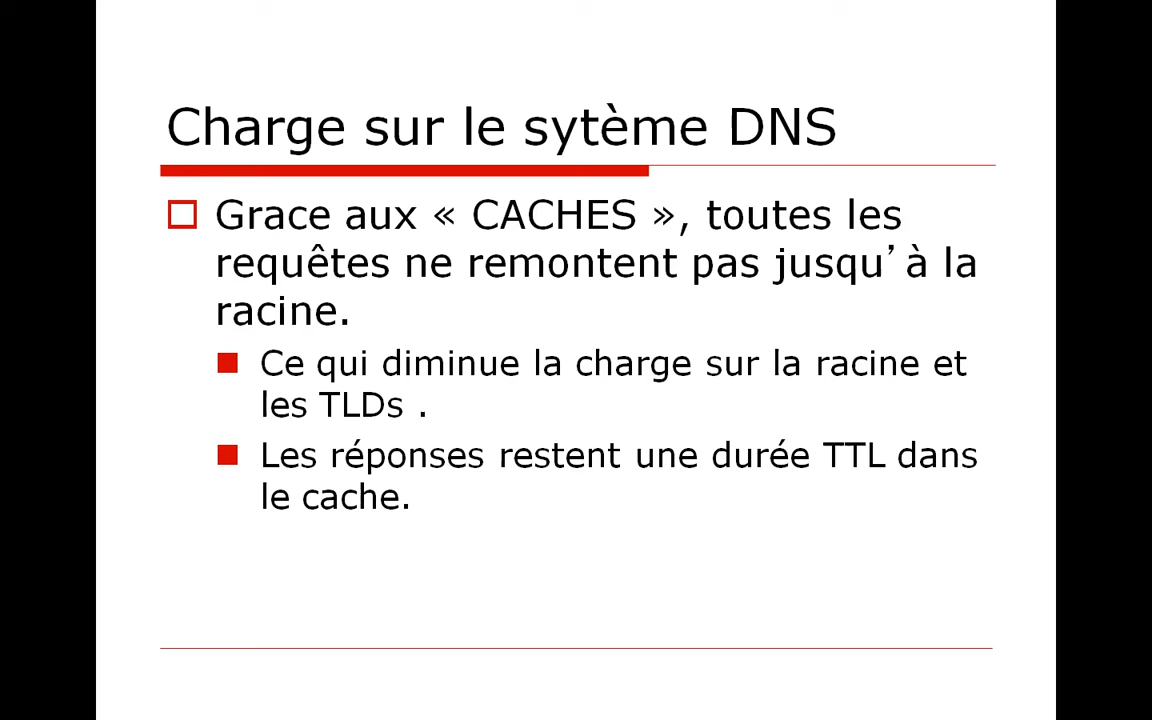 Charge sur le sytème DNS
Grace aux « CACHES », toutes les
requêtes ne remontent pas jusqu’à la
racine.
Ce qui diminue la charge sur la racine et
les TLDs .
Les réponses restent une durée TTL dans
le cache.